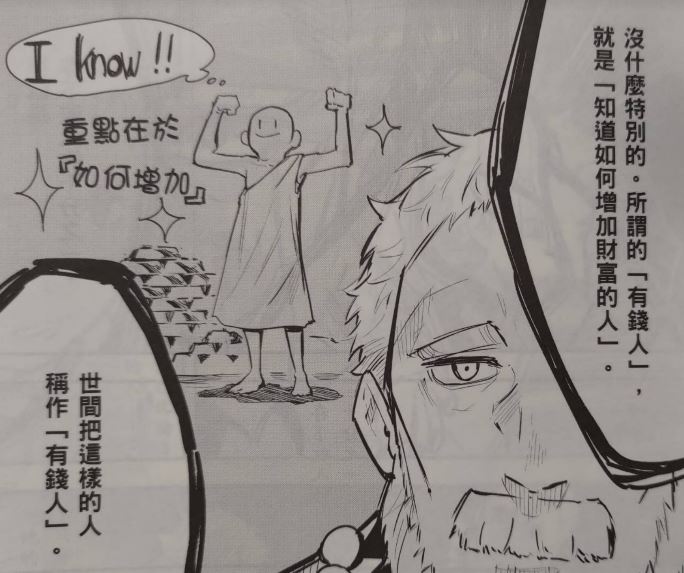 沒什麼特別的。所謂的「有錢人」，
就是「知道如何增加財富的人」。
I know!!
重點在於
『如何增加』
世間把這樣的人
稱作「有錢人」。